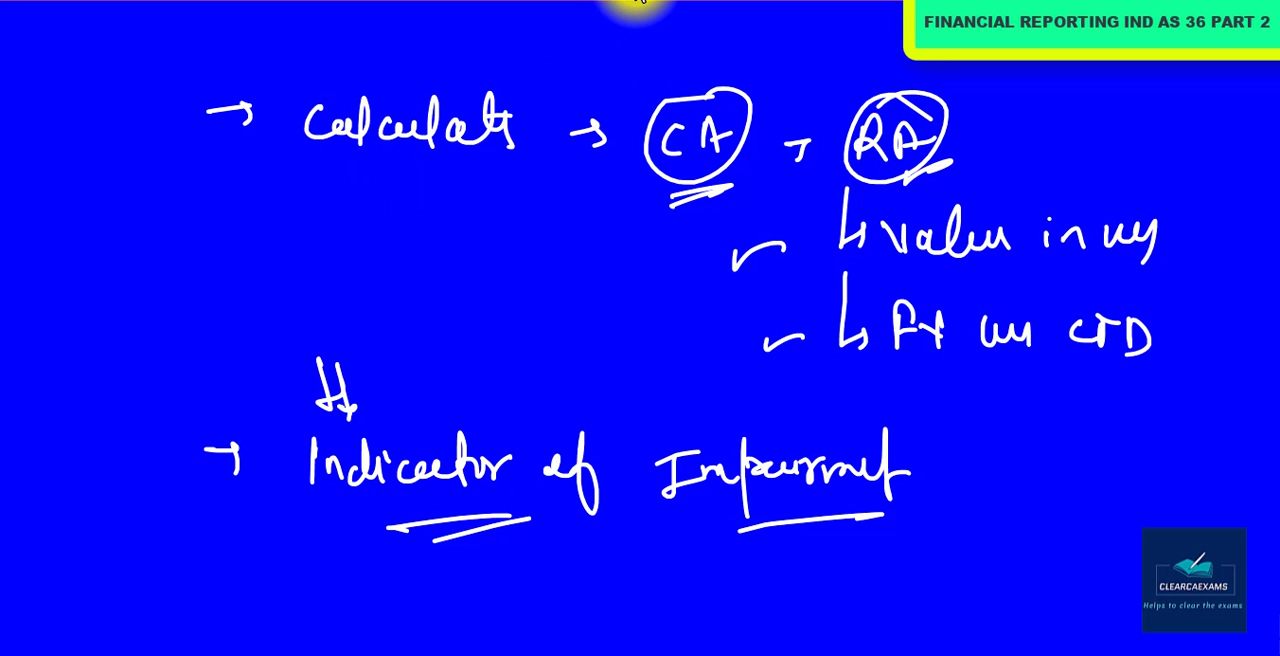 FINANCIAL REPORTING IND AS 36 PART 2
→ Calculate → CA → RA
↳ Value in use
↳ FV CTD
→ Indicator of Impairment
CLEARCAEXAMS
Helps to clear the exams